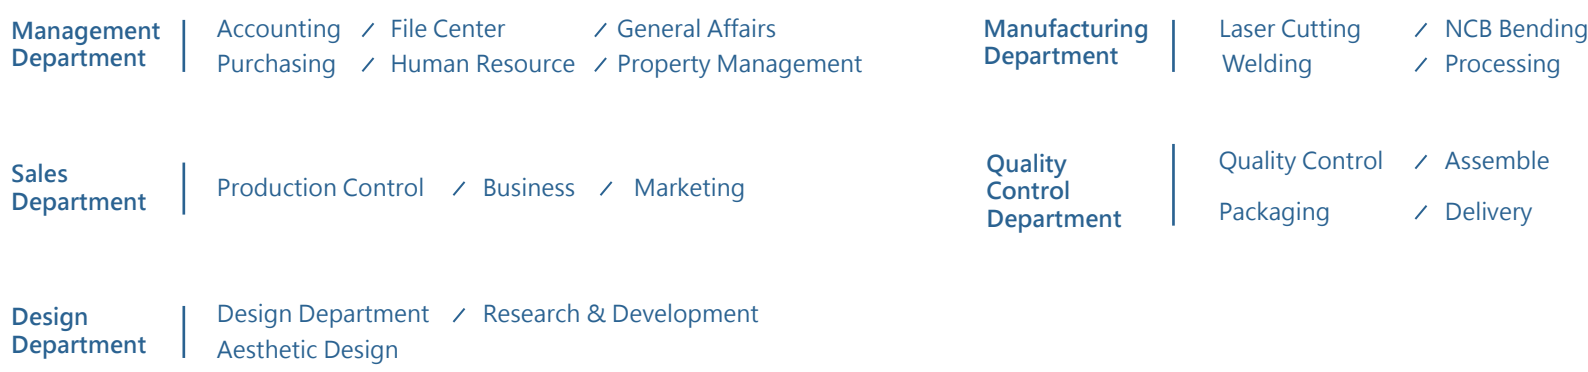 Management
Department
Accounting / File Center / General Affairs
Purchasing / Human Resource / Property Management
Sales
Department
Production Control / Business / Marketing
Design
Department
Design Department / Research & Development
Aesthetic Design
Manufacturing
Department
Laser Cutting / NCB Bending
Welding / Processing
Quality
Control
Department
Quality Control / Assemble
Packaging / Delivery